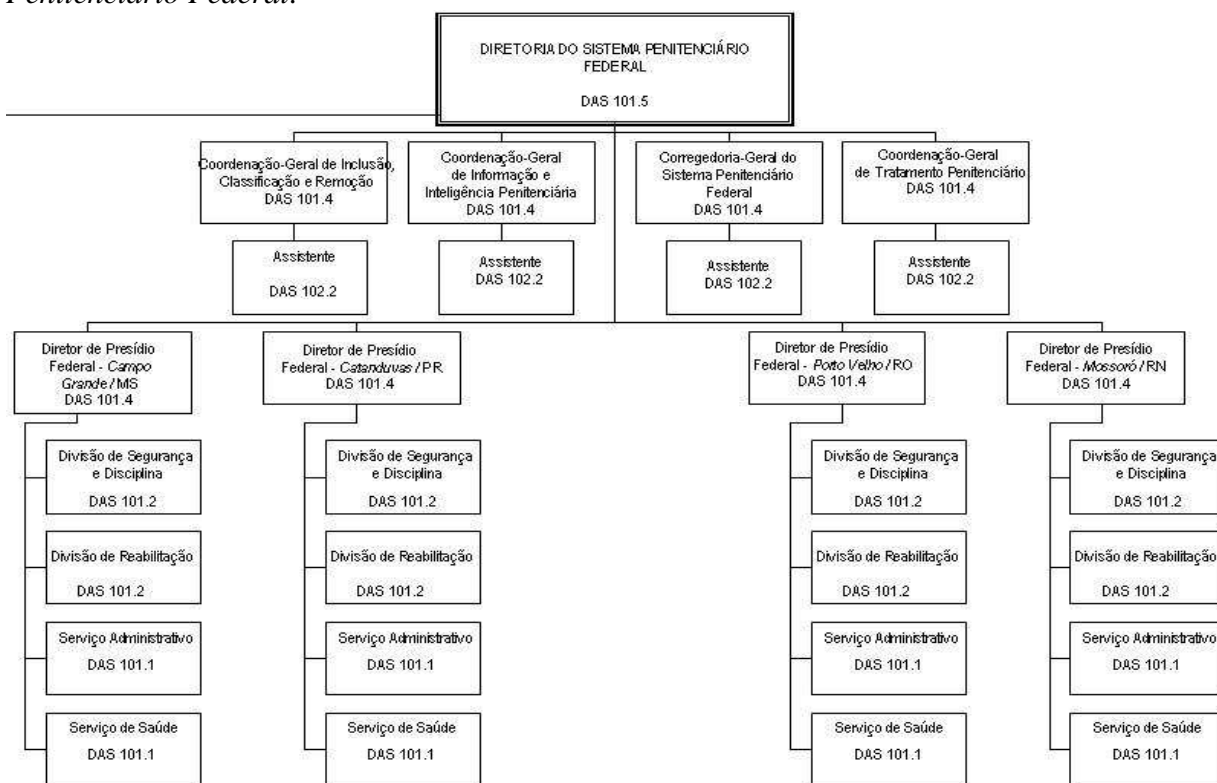 Penitenciário Federal.
DIRETORIA DO SISTEMA PENITENCIÁRIO
FEDERAL
DAS 101.5
Coordenação-Geral de Inclusão,
Classificação e Remoção
DAS 101.4
Coordenação-Geral
de Informação e
Inteligência Penitenciária
DAS 101.4
Corregedoria-Geral do
Sistema Penitenciário
Federal
DAS 101.4
Coordenação-Geral
de Tratamento Penitenciário
DAS 101.4
Assistente
DAS 102.2
Assistente
DAS 102.2
Assistente
DAS 102.2
Assistente
DAS 102.2
Diretor de Presídio
Federal - Campo
Grande / MS
DAS 101.4
Diretor de Presídio
Federal - Catanduvas / PR
DAS 101.4
Diretor de Presídio
Federal - Porto Velho / RO
DAS 101.4
Diretor de Presídio
Federal - Mossoró / RN
DAS 101.4
Divisão de Segurança
e Disciplina
DAS 101.2
Divisão de Segurança
e Disciplina
DAS 101.2
Divisão de Segurança
e Disciplina
DAS 101.2
Divisão de Segurança
e Disciplina
DAS 101.2
Divisão de Reabilitação
DAS 101.2
Divisão de Reabilitação
DAS 101.2
Divisão de Reabilitação
DAS 101.2
Divisão de Reabilitação
DAS 101.2
Serviço Administrativo
DAS 101.1
Serviço Administrativo
DAS 101.1
Serviço Administrativo
DAS 101.1
Serviço Administrativo
DAS 101.1
Serviço de Saúde
DAS 101.1
Serviço de Saúde
DAS 101.1
Serviço de Saúde
DAS 101.1
Serviço de Saúde
DAS 101.1